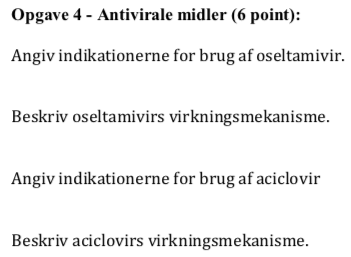 Opgave 4 - Antivirale midler (6 point):
Angiv indikationerne for brug af oseltamivir.
Beskriv oseltamivirs virkningsmekanisme.
Angiv indikationerne for brug af aciclovir
Beskriv aciclovirs virkningsmekanisme.